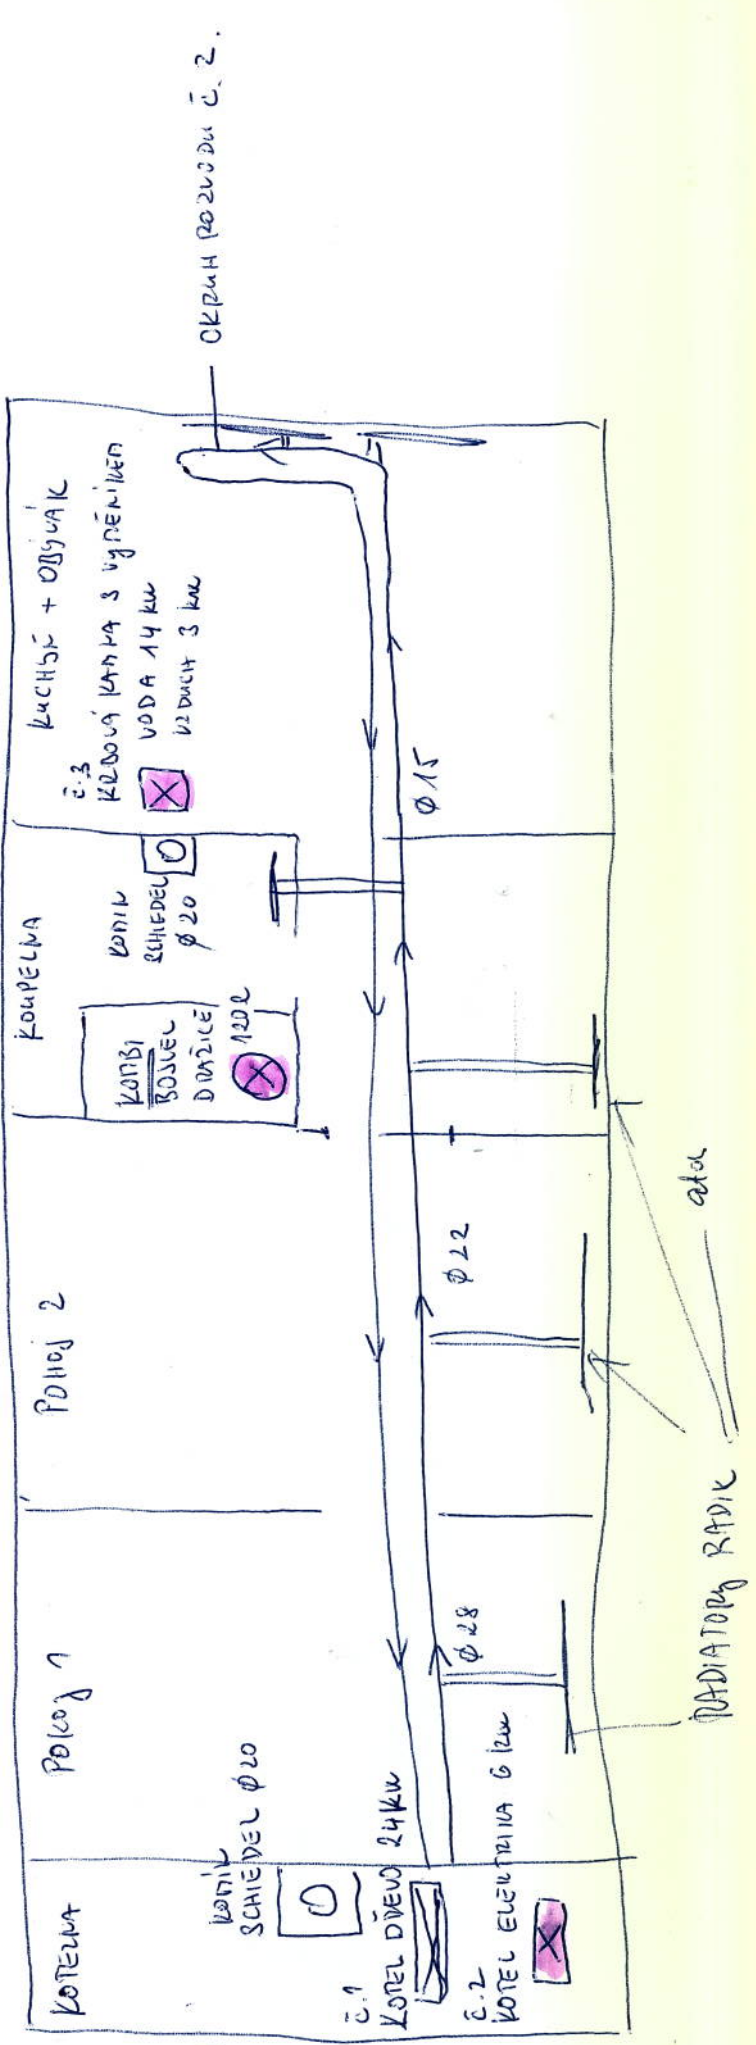 KOTELNA
KOMÍN
SCHIEDEL Ø20
č.1
KOTEL DŘEVO 24KW
č.2
KOTEL ELEKTRIKA 6 kW
POKOJ 1
Ø28
POKOJ 2
Ø22
KOUPELNA
KOMBI
BOJLER
DRAŽICE
120l
KOMIN
SCHIEDEL
Ø20
KUCHYŇ + OBÝVÁK
č.3
KRBOVÁ KAMNA S VÝMĚNÍKEM
VODA 14 kW
VZDUCH 3 kW
Ø15
OKRUH ROZVODU č.2.
RADIATORY RADIK
atd